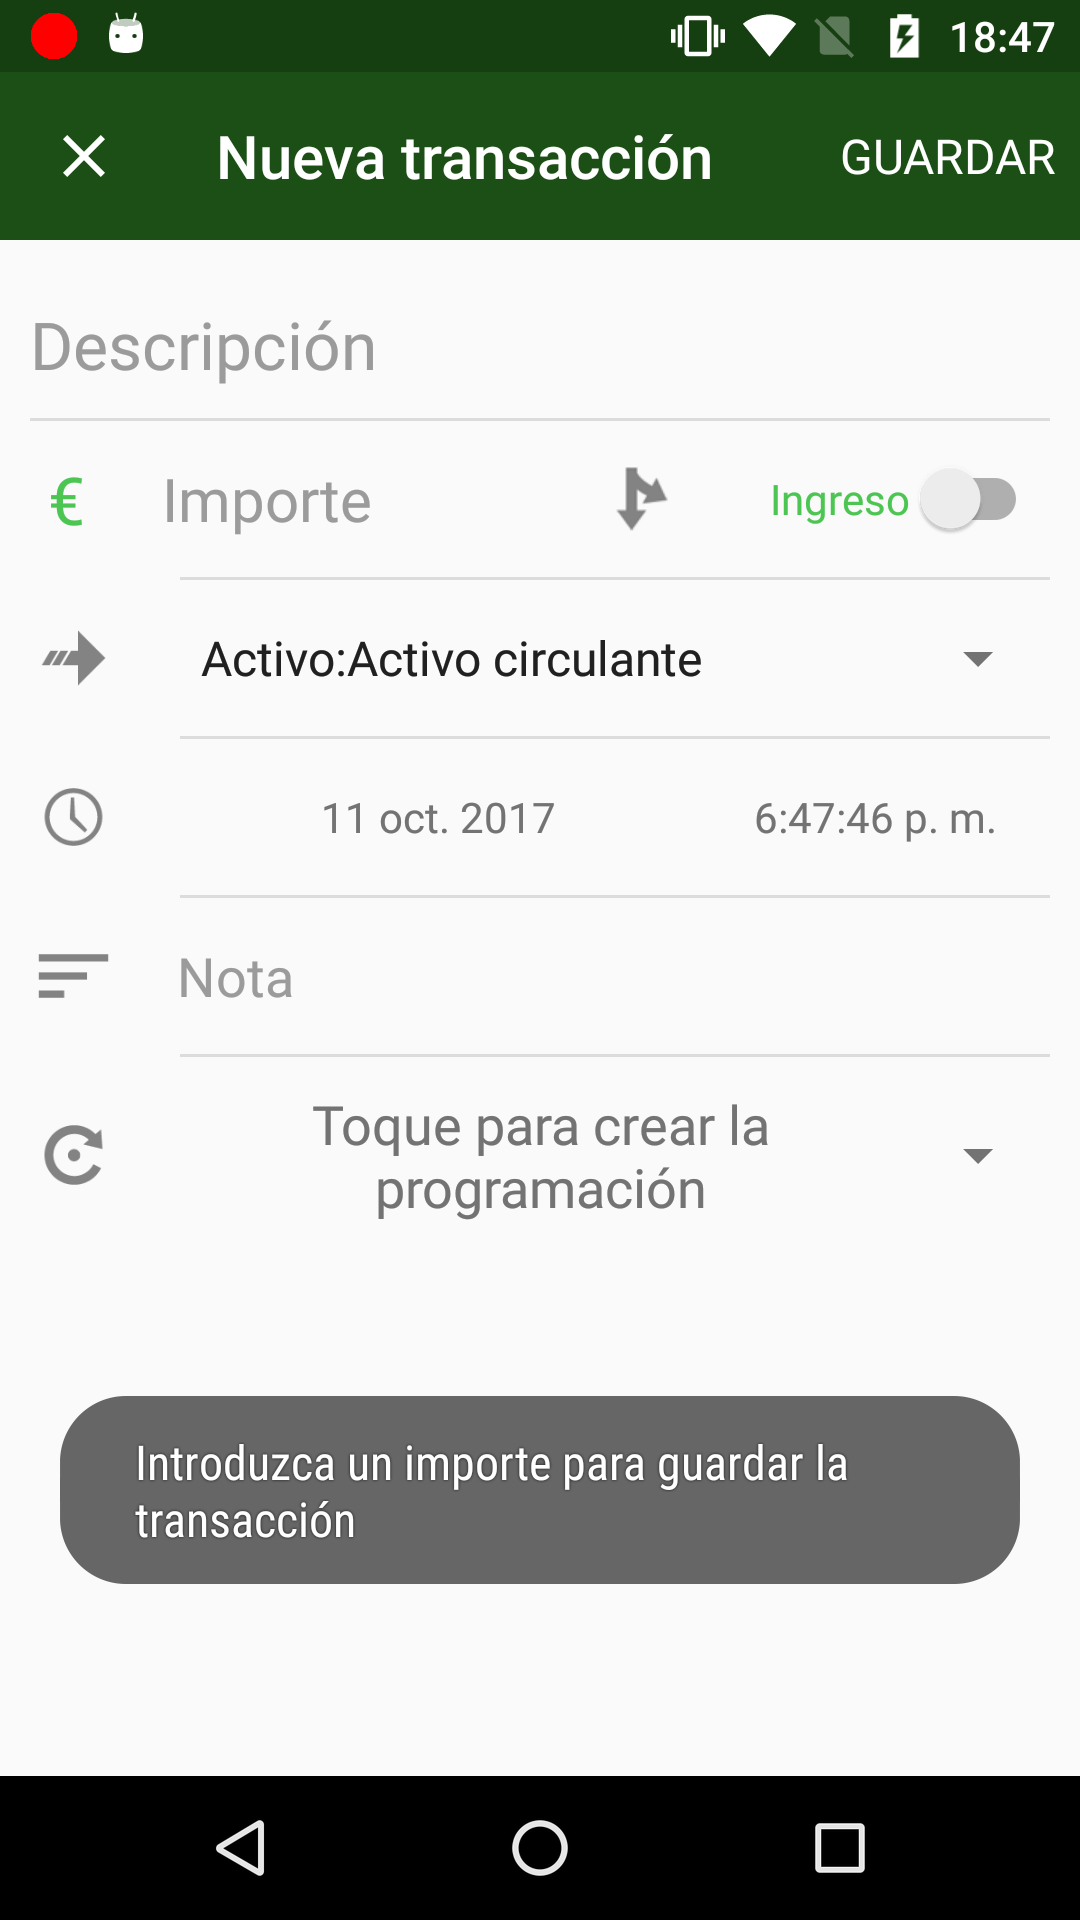 18:47
Nueva transacción
GUARDAR
Descripción
€
Importe
Ingreso
Activo:Activo circulante
11 oct. 2017
6:47:46 p. m.
Nota
Toque para crear la
programación
Introduzca un importe para guardar la
transacción